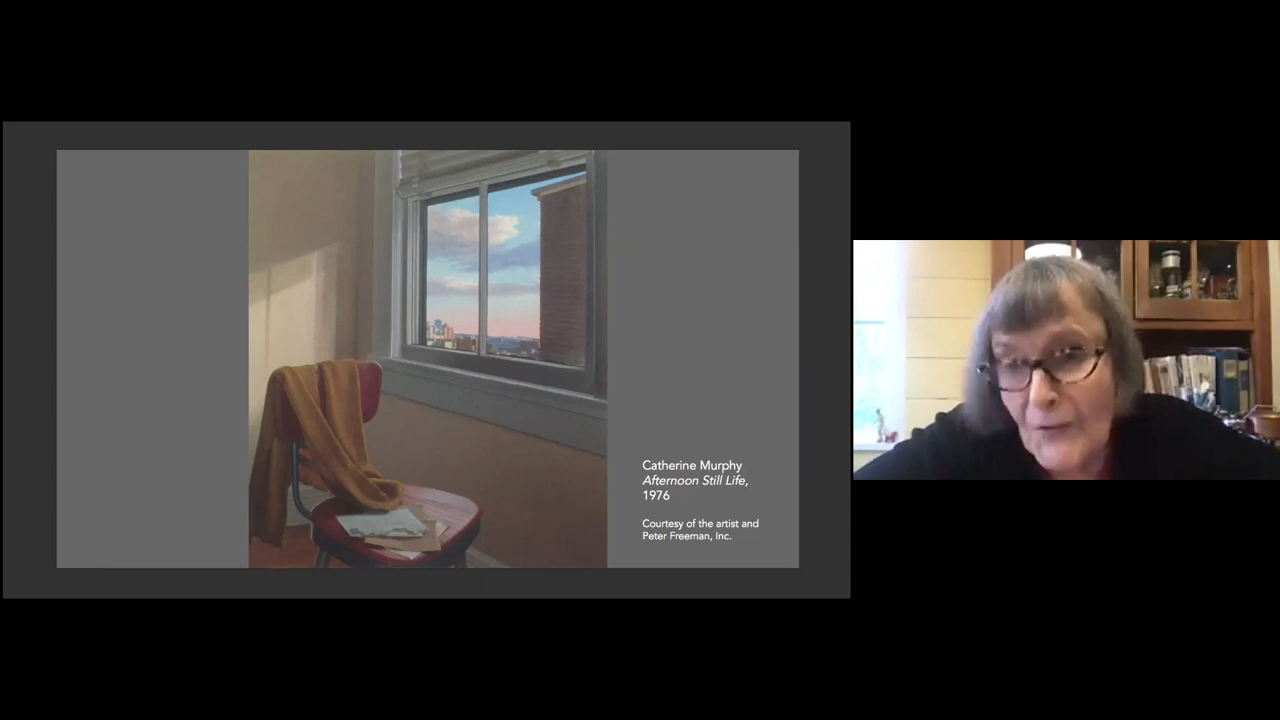 Catherine Murphy
Afternoon Still Life,
1976
Courtesy of the artist and
Peter Freeman, Inc.